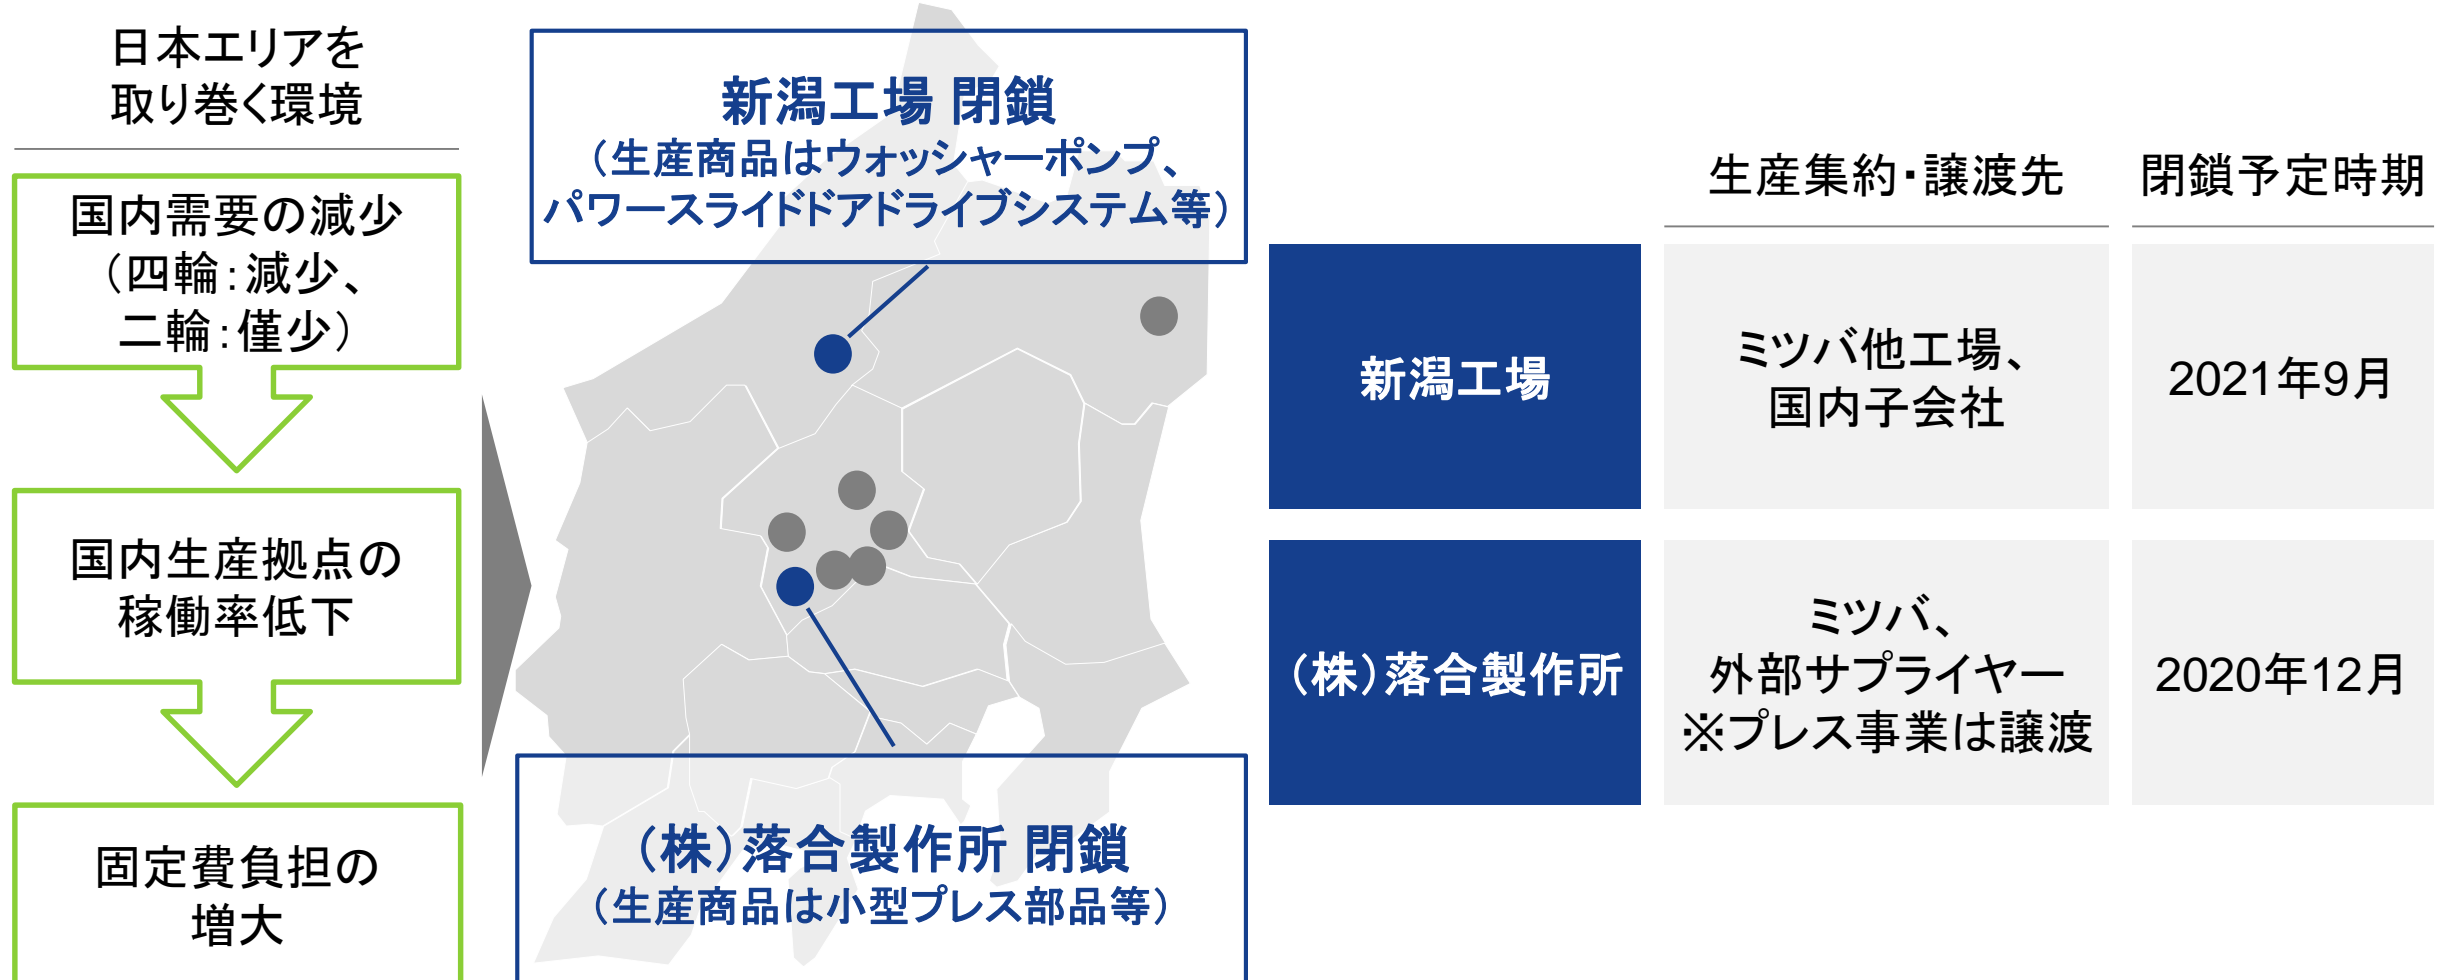 日本エリアを
取り巻く環境
国内需要の減少
（四輪：減少、
二輪：僅少）
国内生産拠点の
稼働率低下
固定費負担の
増大
新潟工場 閉鎖
（生産商品はウォッシャーポンプ、
パワースライドドアドライブシステム等）
（株）落合製作所 閉鎖
（生産商品は小型プレス部品等）
生産集約・譲渡先
閉鎖予定時期
新潟工場
ミツバ他工場、
国内子会社
2021年9月
（株）落合製作所
ミツバ、
外部サプライヤー
※プレス事業は譲渡
2020年12月